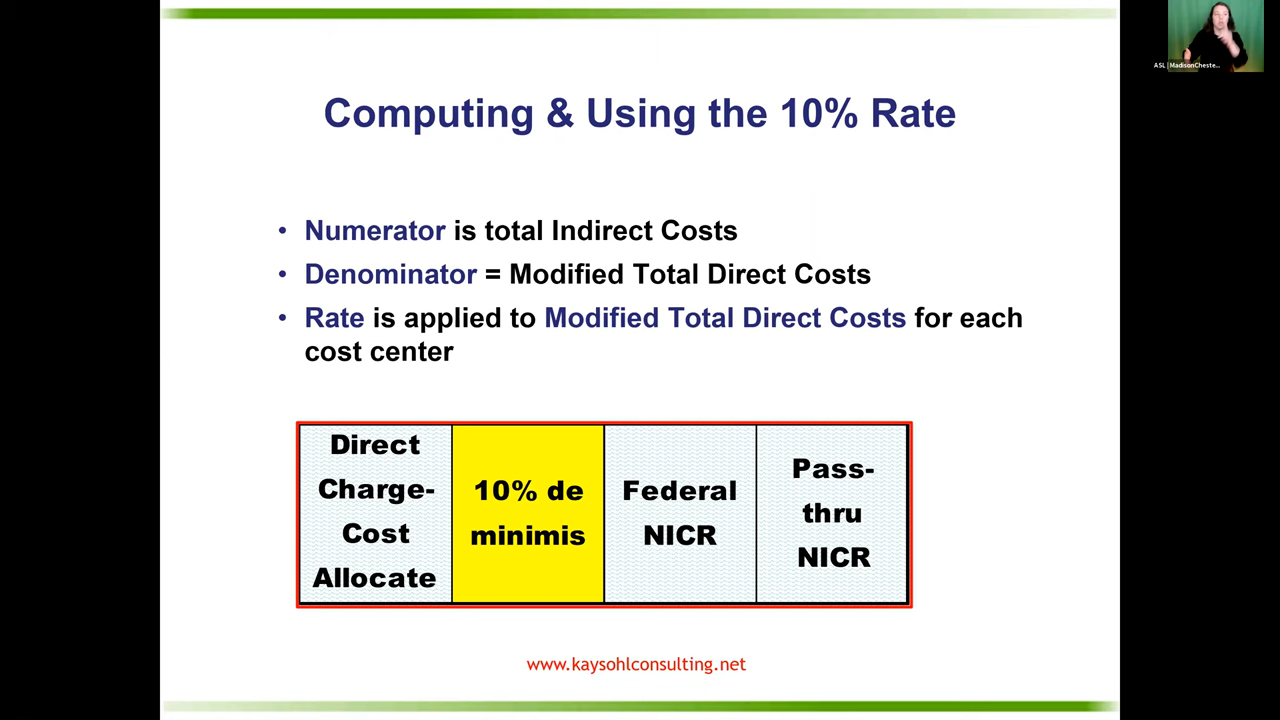 ASL | MadisonCheste...
Computing & Using the 10% Rate
• Numerator is total Indirect Costs
• Denominator = Modified Total Direct Costs
• Rate is applied to Modified Total Direct Costs for each
cost center
Direct
Charge-
Cost
Allocate
10% de
minimis
Federal
NICR
Pass-
thru
NICR
www.kaysohlconsulting.net